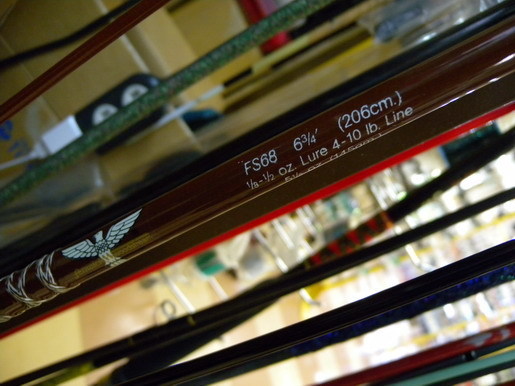 FS68 6¾' (206cm.)
⅛-½ oz. Lure 4-10 lb. Line